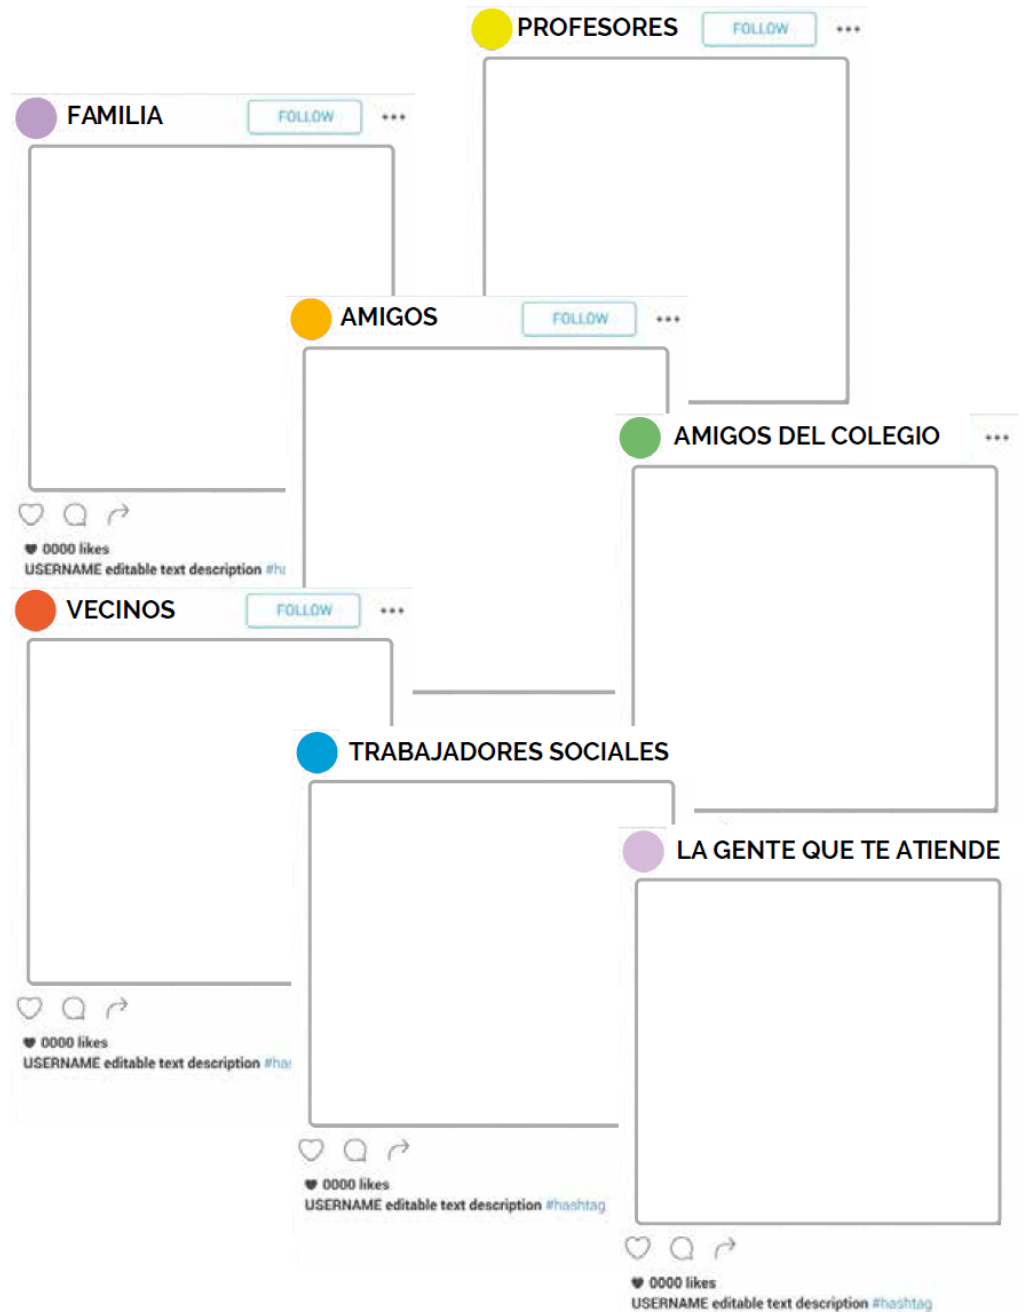 PROFESORES
FOLLOW
FAMILIA
FOLLOW
AMIGOS
FOLLOW
AMIGOS DEL COLEGIO
0000 likes
USERNAME editable text description
VECINOS
FOLLOW
TRABAJADORES SOCIALES
LA GENTE QUE TE ATIENDE
0000 likes
USERNAME editable text description
0000 likes
USERNAME editable text description #hashtag
0000 likes
USERNAME editable text description #hashtag